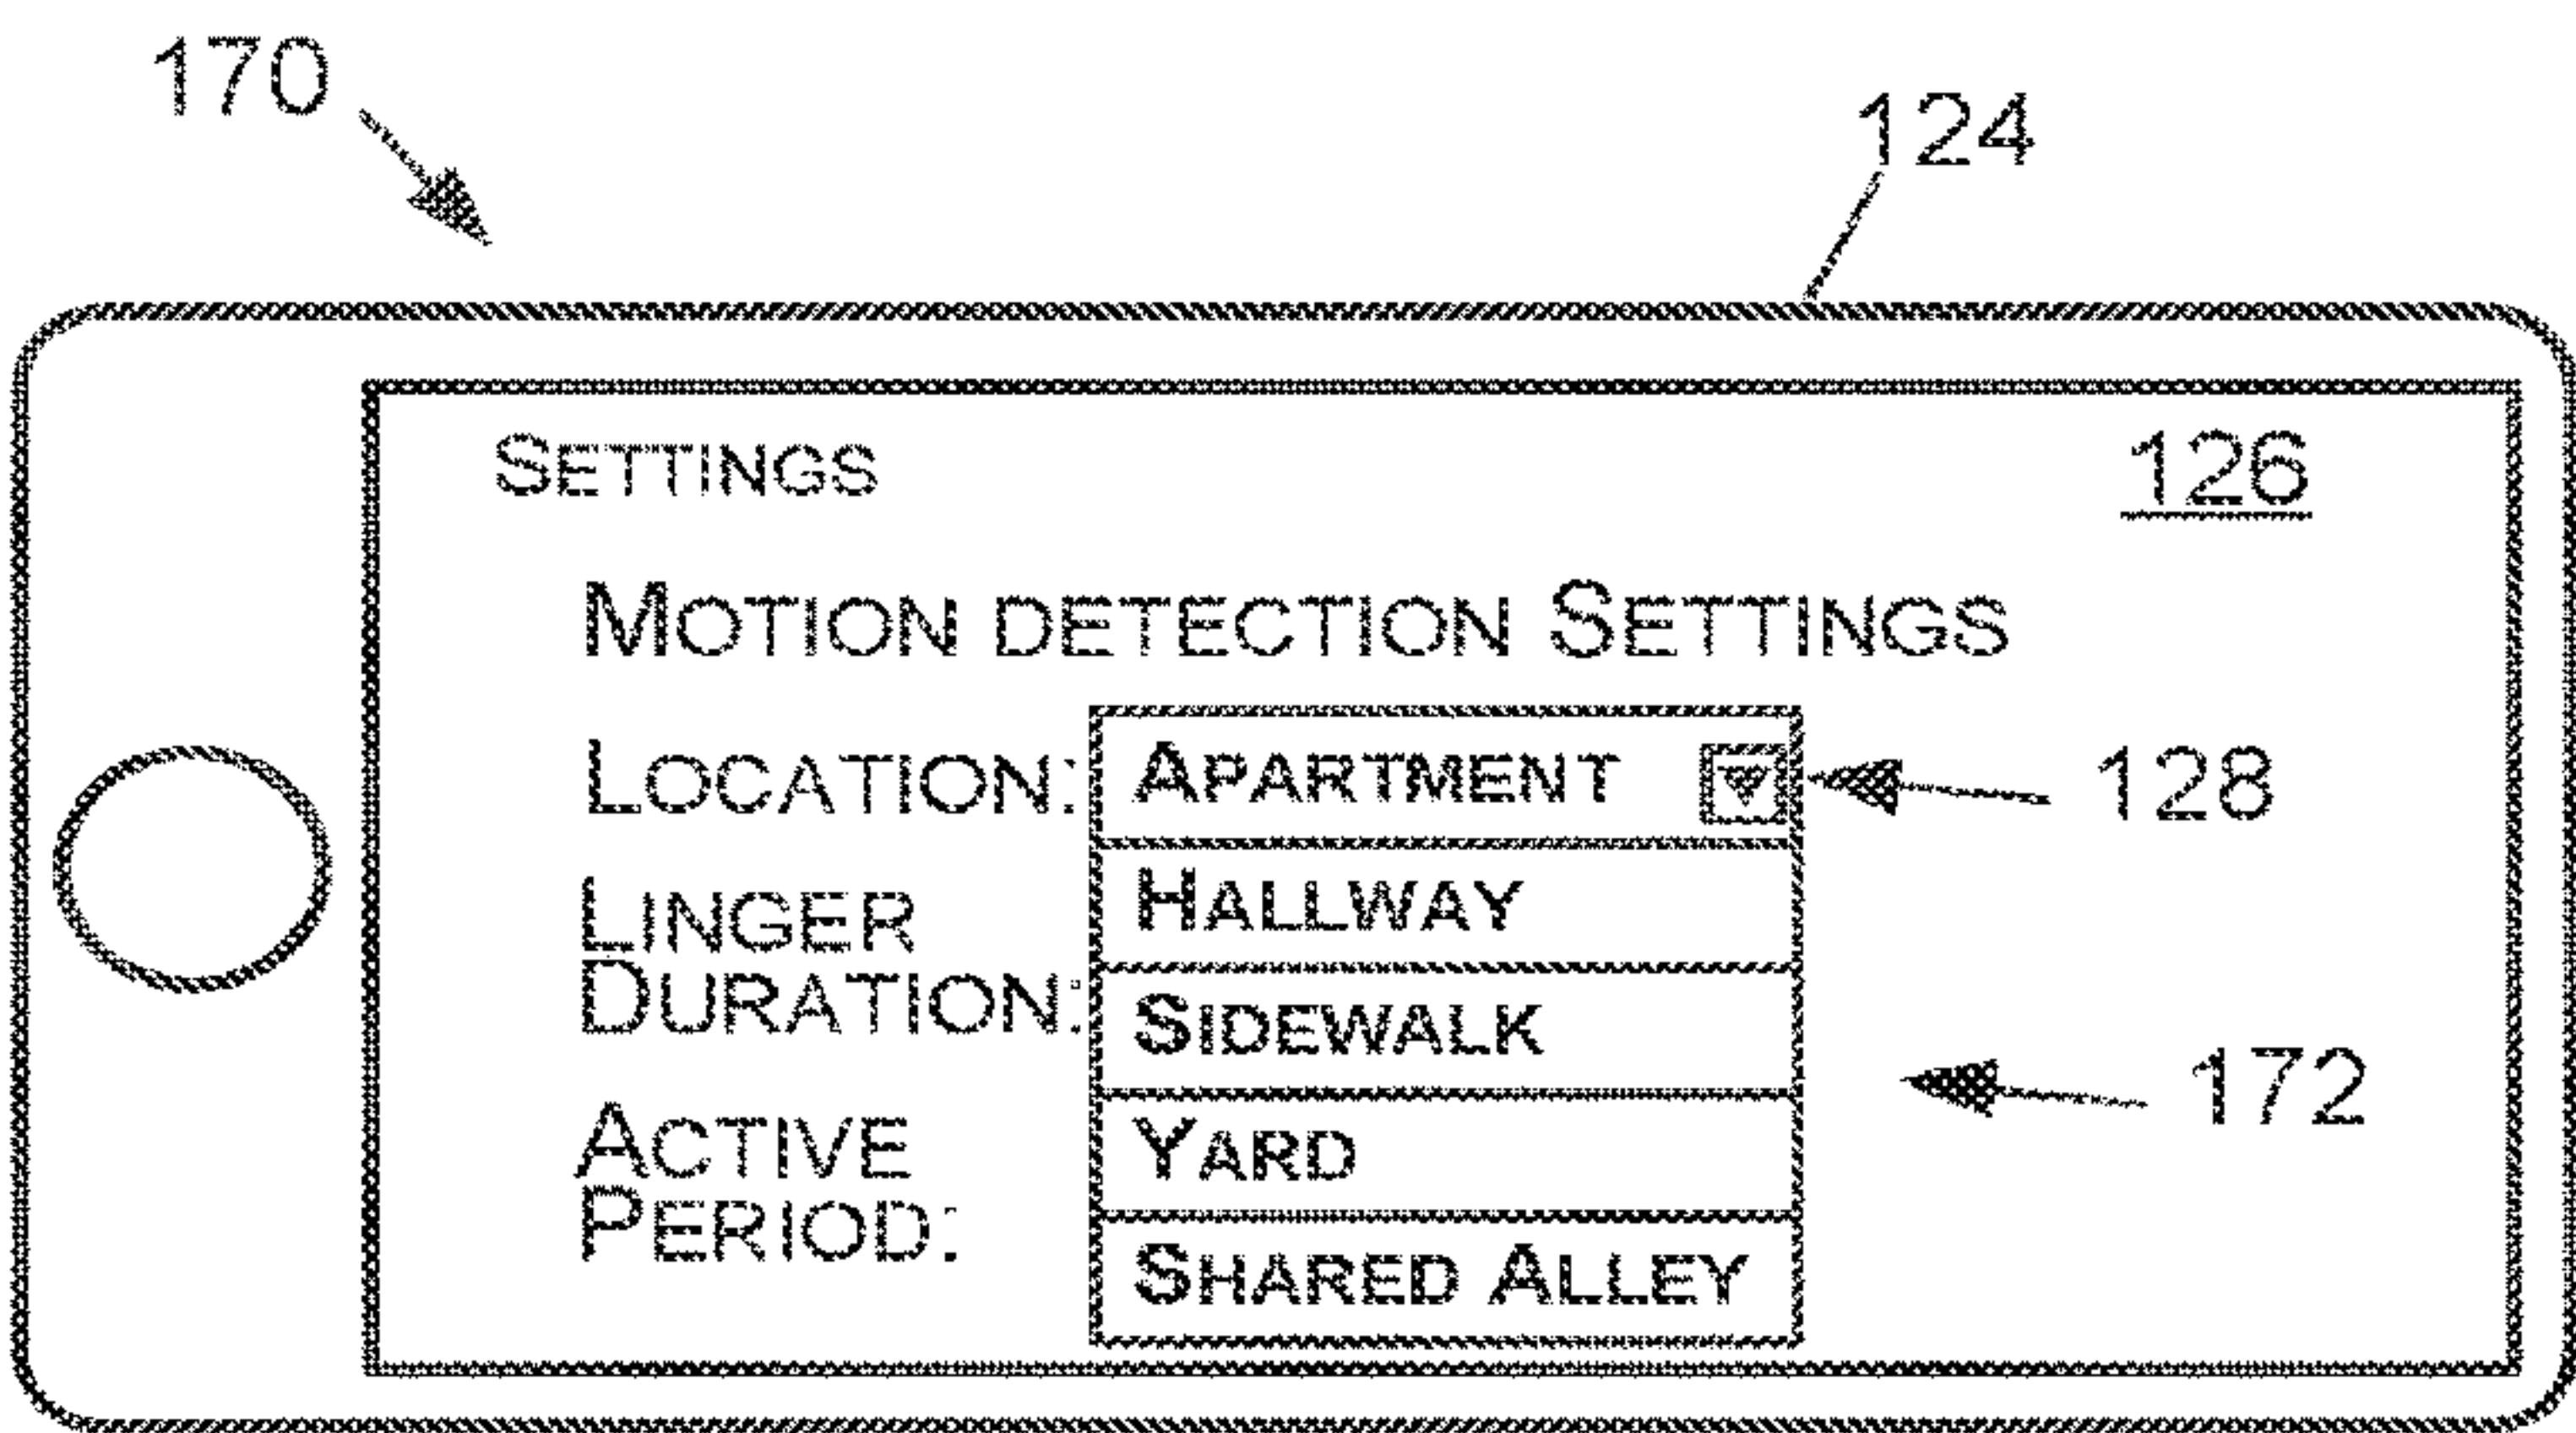 170
124
SETTINGS
126
MOTION DETECTION SETTINGS
LOCATION: APARTMENT
128
HALLWAY
LINGER
DURATION:
SIDEWALK
172
ACTIVE
PERIOD:
YARD
SHARED ALLEY